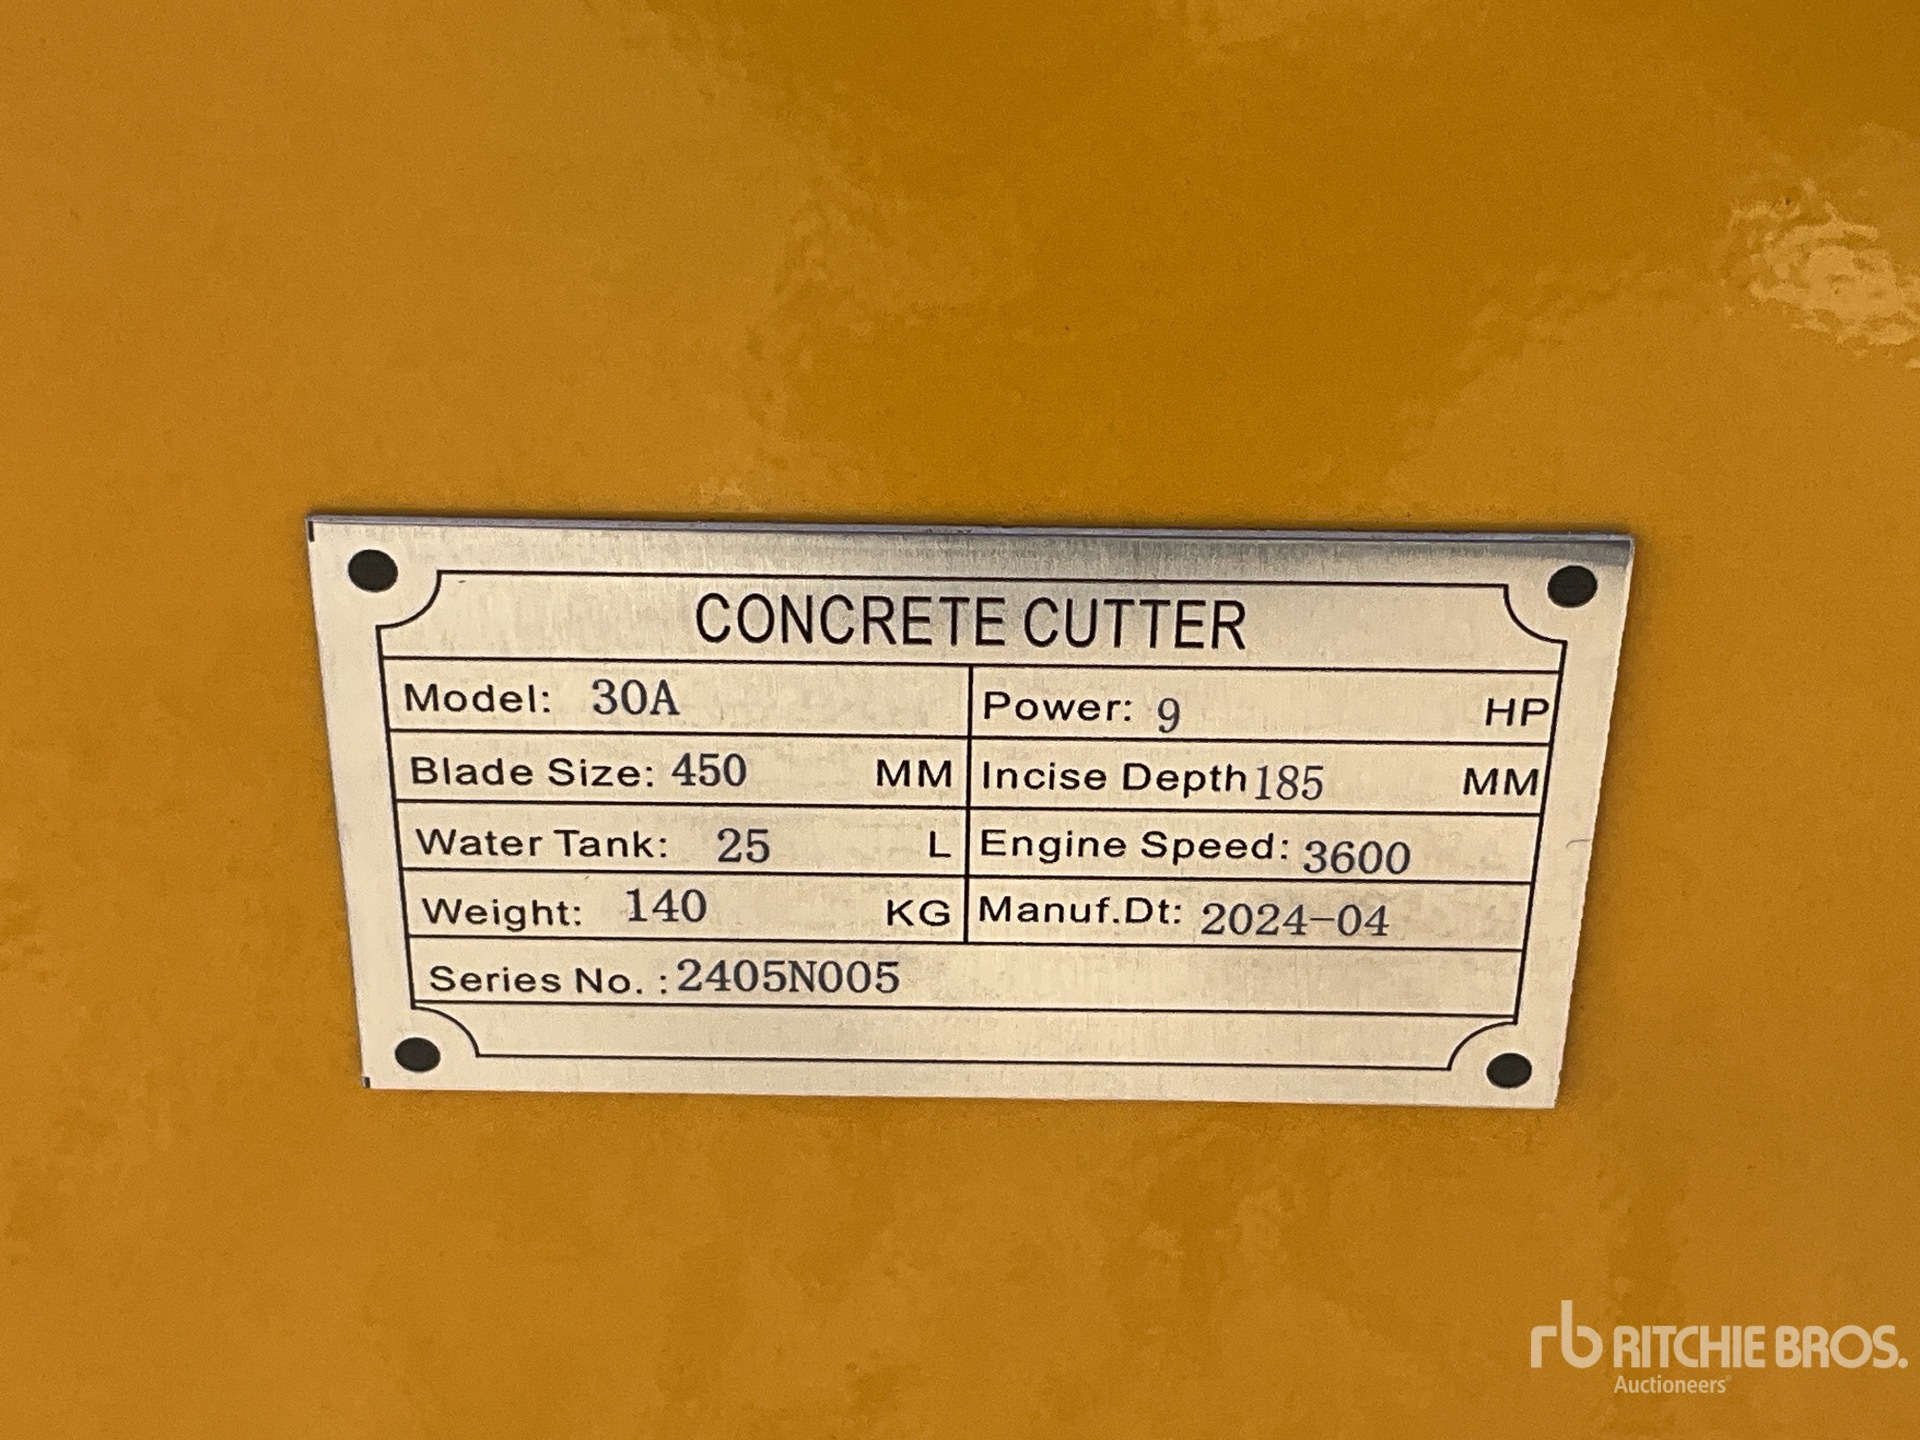 CONCRETE CUTTER
Model: 30A Power: 9 HP
Blade Size: 450 MM Incise Depth 185 MM
Water Tank: 25 L Engine Speed: 3600
Weight: 140 KG Manuf.Dt: 2024-04
Series No. : 2405N005
rb RITCHIE BROS.
Auctioneers